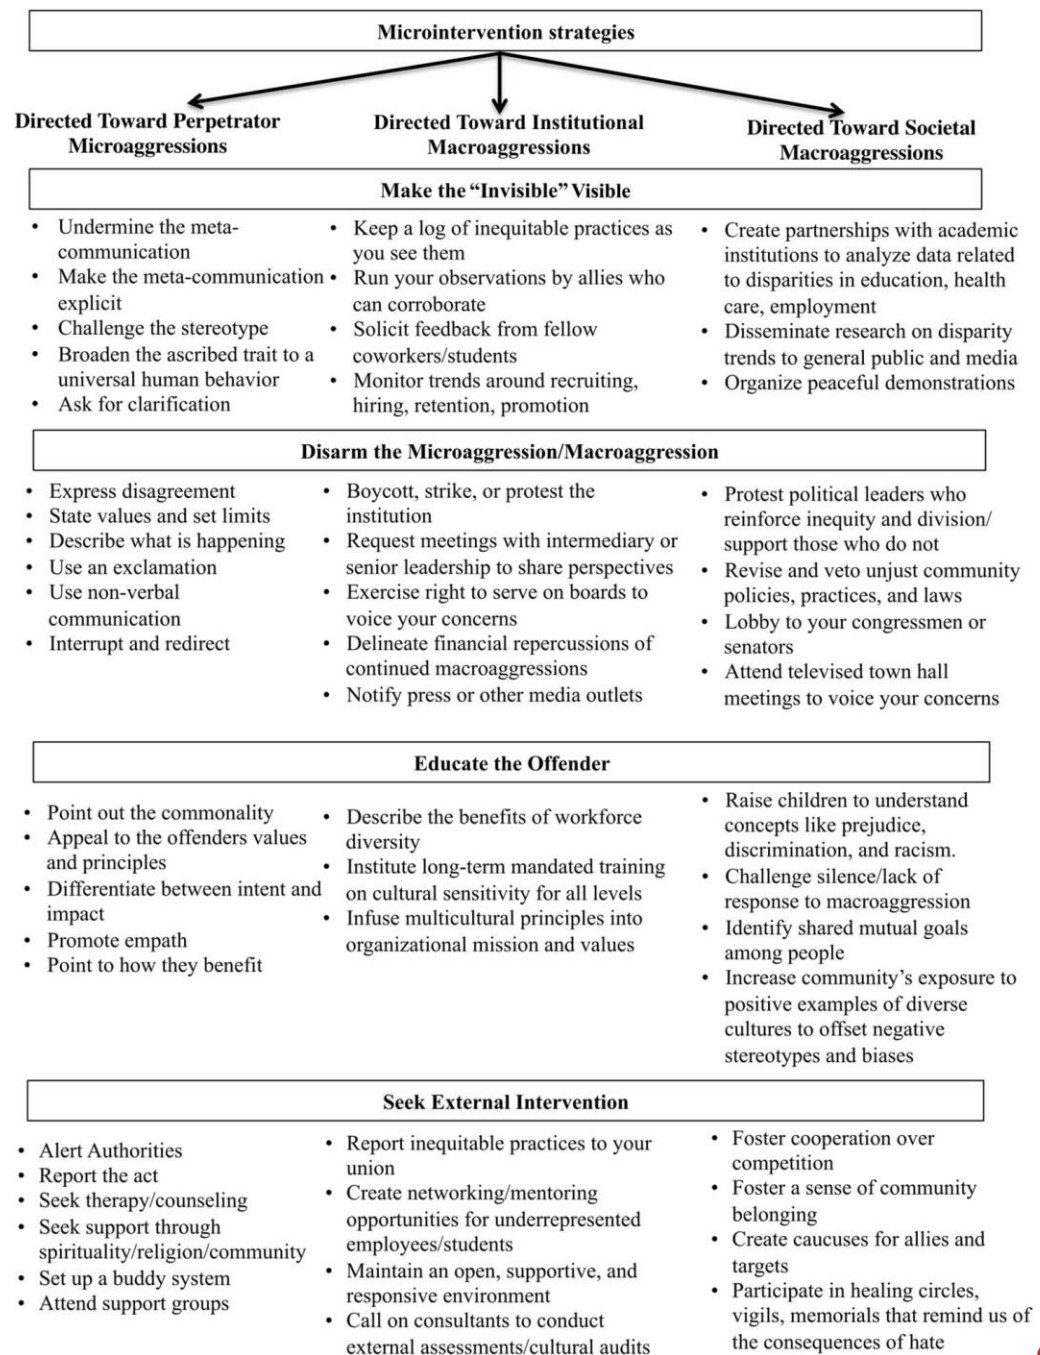 Microintervention strategies
Directed Toward Perpetrator
Microaggressions
Directed Toward Institutional
Macroaggressions
Directed Toward Societal
Macroaggressions
Make the “Invisible” Visible
• Undermine the meta-
communication
• Make the meta-communication
explicit
• Challenge the stereotype
• Broaden the ascribed trait to a
universal human behavior
• Ask for clarification
• Keep a log of inequitable practices as
you see them
• Run your observations by allies who
can corroborate
• Solicit feedback from fellow
coworkers/students
• Monitor trends around recruiting,
hiring, retention, promotion
• Create partnerships with academic
institutions to analyze data related
to disparities in education, health
care, employment
• Disseminate research on disparity
trends to general public and media
• Organize peaceful demonstrations
Disarm the Microaggression/Macroaggression
• Express disagreement
• State values and set limits
• Describe what is happening
• Use an exclamation
• Use non-verbal
communication
• Interrupt and redirect
• Boycott, strike, or protest the
institution
• Request meetings with intermediary or
senior leadership to share perspectives
• Exercise right to serve on boards to
voice your concerns
• Delineate financial repercussions of
continued macroaggressions
• Notify press or other media outlets
• Protest political leaders who
reinforce inequity and division/
support those who do not
• Revise and veto unjust community
policies, practices, and laws
• Lobby to your congressmen or
senators
• Attend televised town hall
meetings to voice your concerns
Educate the Offender
• Point out the commonality
• Appeal to the offenders values
and principles
• Differentiate between intent and
impact
• Promote empath
• Point to how they benefit
• Describe the benefits of workforce
diversity
• Institute long-term mandated training
on cultural sensitivity for all levels
• Infuse multicultural principles into
organizational mission and values
• Raise children to understand
concepts like prejudice,
discrimination, and racism.
• Challenge silence/lack of
response to macroaggression
• Identify shared mutual goals
among people
• Increase community’s exposure to
positive examples of diverse
cultures to offset negative
stereotypes and biases
Seek External Intervention
• Alert Authorities
• Report the act
• Seek therapy/counseling
• Seek support through
spirituality/religion/community
• Set up a buddy system
• Attend support groups
• Report inequitable practices to your
union
• Create networking/mentoring
opportunities for underrepresented
employees/students
• Maintain an open, supportive, and
responsive environment
• Call on consultants to conduct
external assessments/cultural audits
• Foster cooperation over
competition
• Foster a sense of community
belonging
• Create caucuses for allies and
targets
• Participate in healing circles,
vigils, memorials that remind us of
the consequences of hate